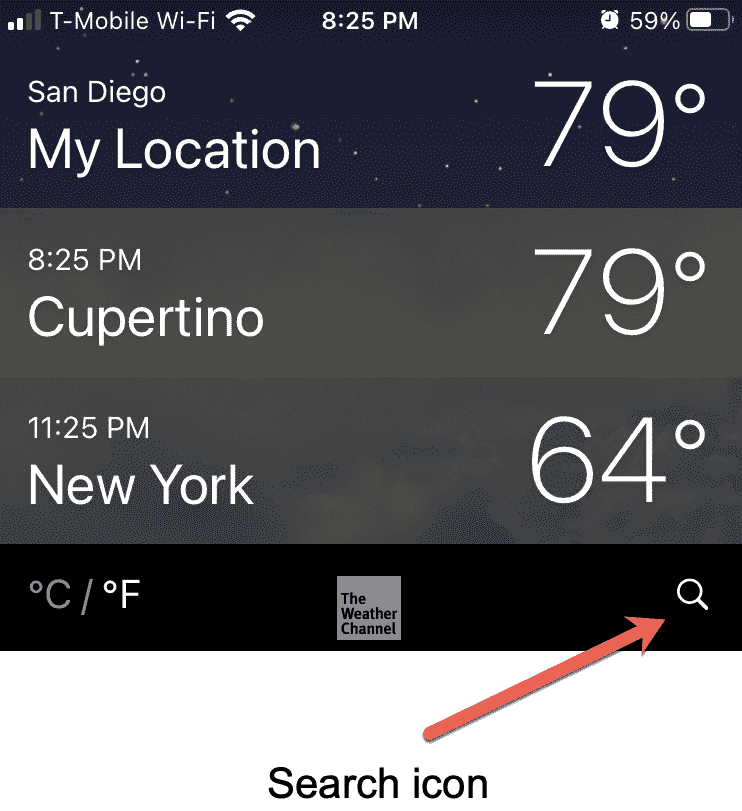 T-Mobile Wi-Fi 8:25 PM 59%
San Diego
My Location 79°
8:25 PM
Cupertino 79°
11:25 PM
New York 64°
°C / °F
The
Weather
Channel
Search icon